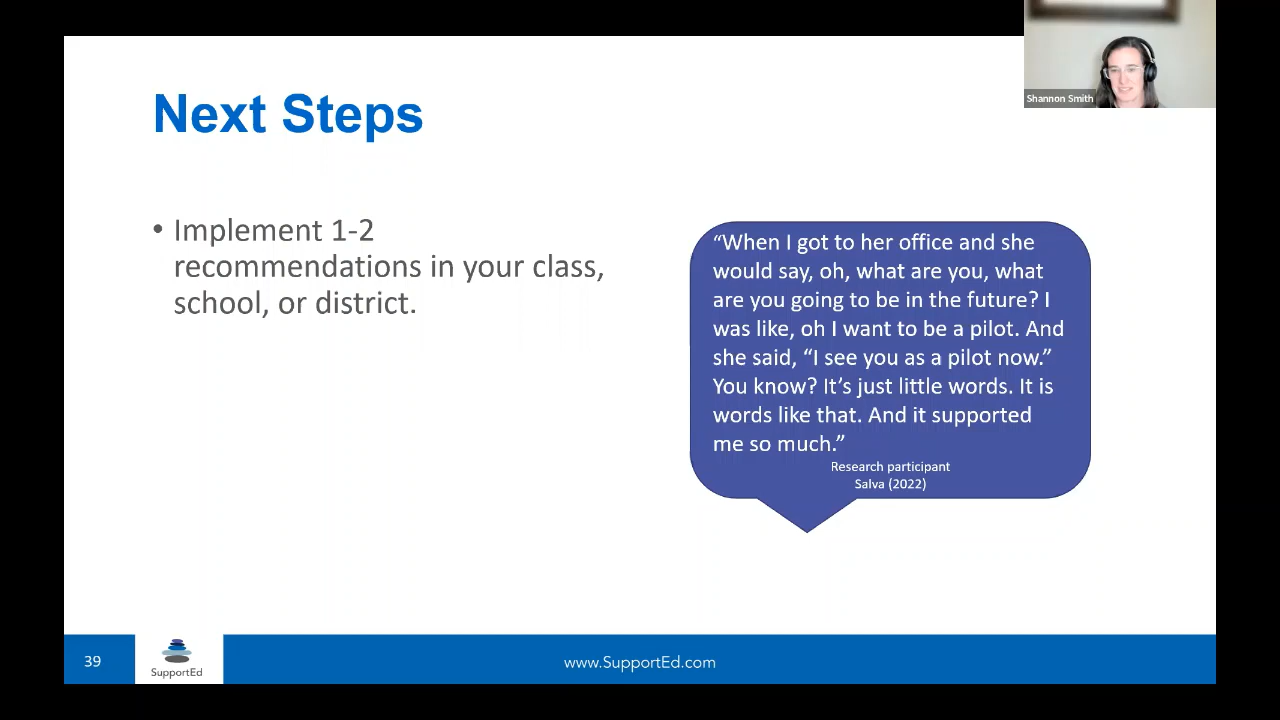 Shannon Smith
Next Steps
• Implement 1-2
recommendations in your class,
school, or district.
“When I got to her office and she
would say, oh, what are you, what
are you going to be in the future? I
was like, oh I want to be a pilot. And
she said, “I see you as a pilot now.”
You know? It’s just little words. It is
words like that. And it supported
me so much.”
Research participant
Salva (2022)
39
SupportEd
www.SupportEd.com